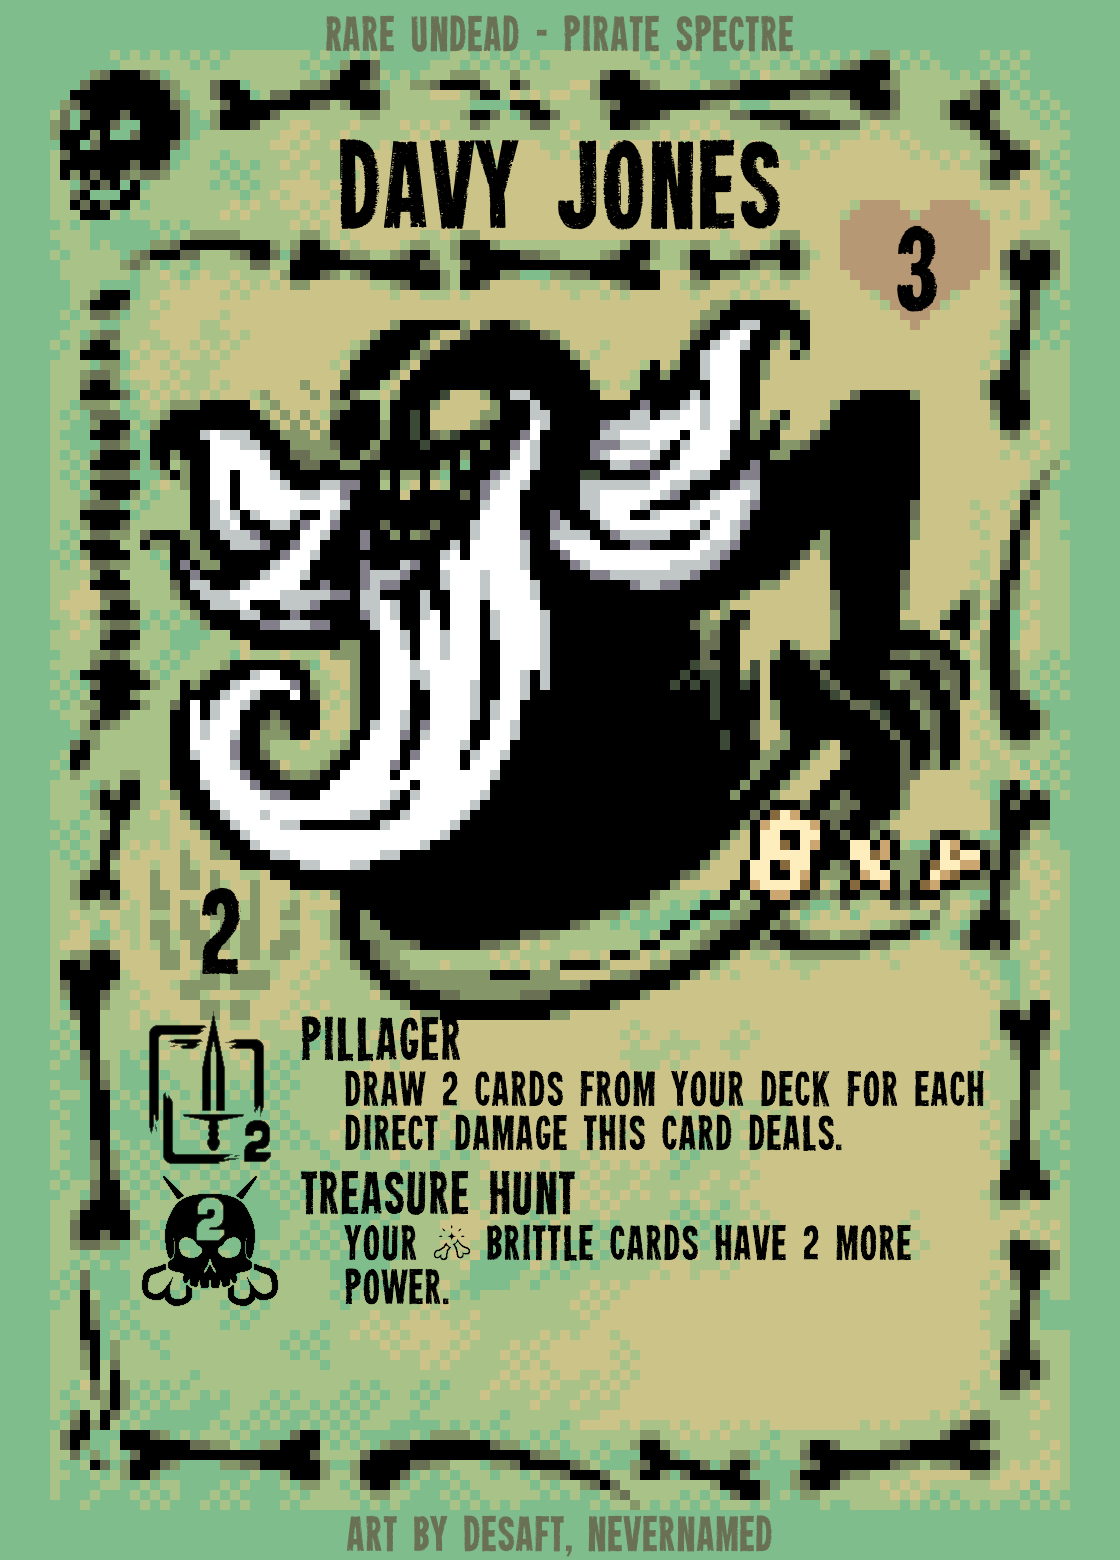 RARE UNDEAD - PIRATE SPECTRE
DAVY JONES
3
2
PILLAGER
DRAW 2 CARDS FROM YOUR DECK FOR EACH
DIRECT DAMAGE THIS CARD DEALS.
2
TREASURE HUNT
2
YOUR BRITTLE CARDS HAVE 2 MORE
POWER.
ART BY DESAFT, NEVERNAMED